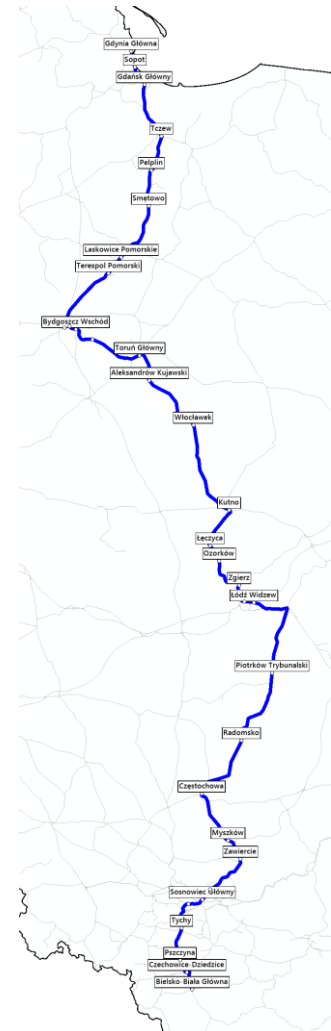 Gdynia Główna
Sopot
Gdańsk Główny
Tczew
Pelplin
Smętowo
Laskowice Pomorskie
Terespol Pomorski
Bydgoszcz Wschód
Toruń Główny
Aleksandrów Kujawski
Włocławek
Kutno
Łęczyca
Ozorków
Zgierz
Łódź Widzew
Piotrków Trybunalski
Radomsko
Częstochowa
Myszków
Zawiercie
Sosnowiec Główny
Tychy
Pszczyna
Czechowice-Dziedzice
Bielsko-Biała Główna